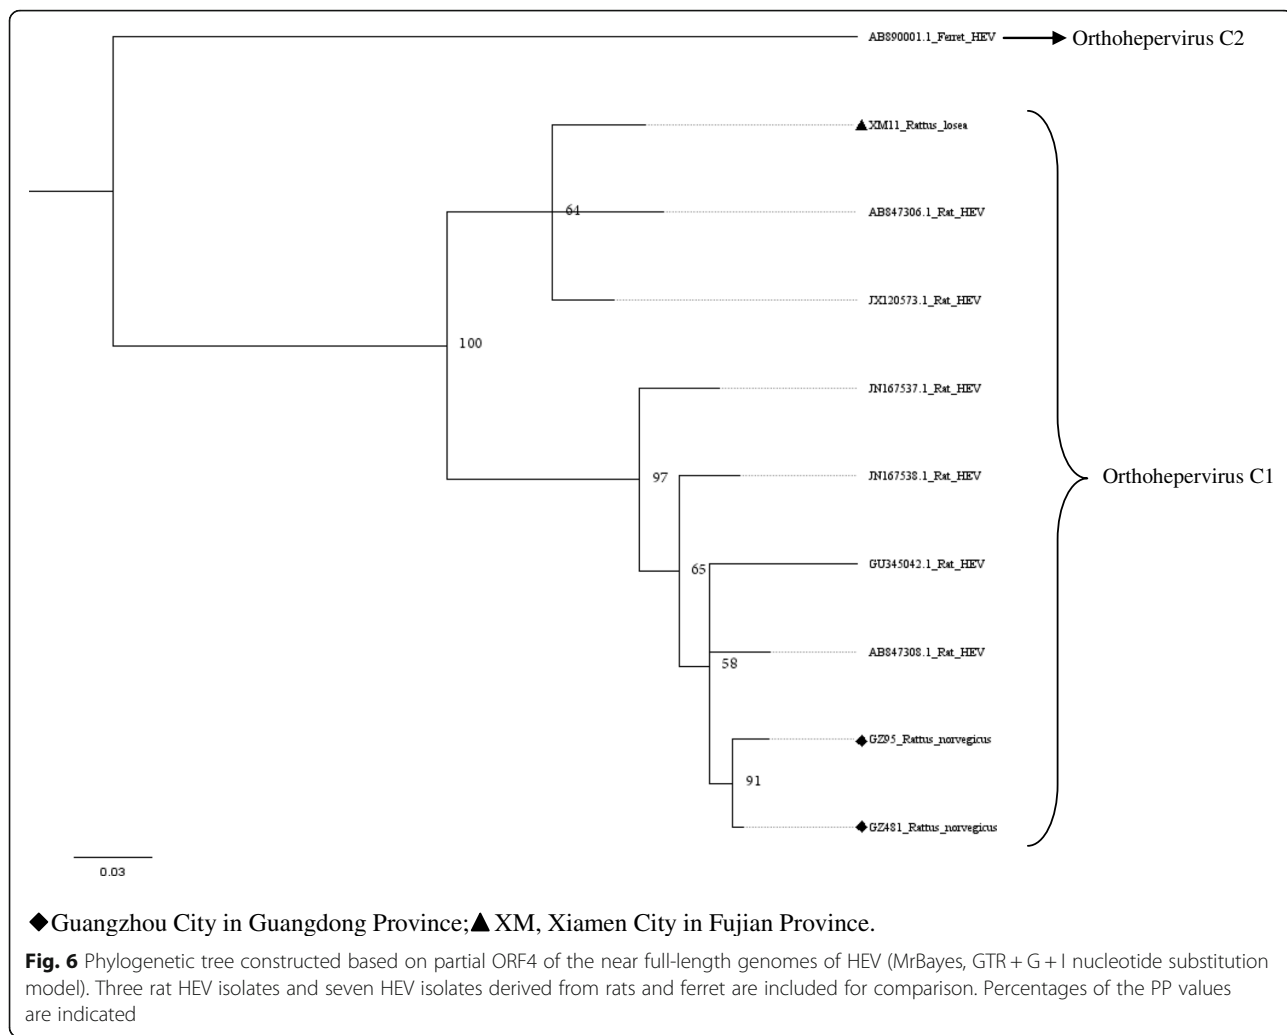 AB890001.1_Ferret_HEV
Orthohepervirus C2
XM11_Rattus_losea
64
AB847306.1_Rat_HEV
JX120573.1_Rat_HEV
100
JN167537.1_Rat_HEV
97
JN167538.1_Rat_HEV
Orthohepervirus C1
65
GU345042.1_Rat_HEV
AB847308.1_Rat_HEV
58
GZ95_Rattus_norvegicus
91
GZ481_Rattus_norvegicus
0.03
◆Guangzhou City in Guangdong Province;▲XM, Xiamen City in Fujian Province.
Fig. 6 Phylogenetic tree constructed based on partial ORF4 of the near full-length genomes of HEV (MrBayes, GTR + G + I nucleotide substitution
model). Three rat HEV isolates and seven HEV isolates derived from rats and ferret are included for comparison. Percentages of the PP values
are indicated